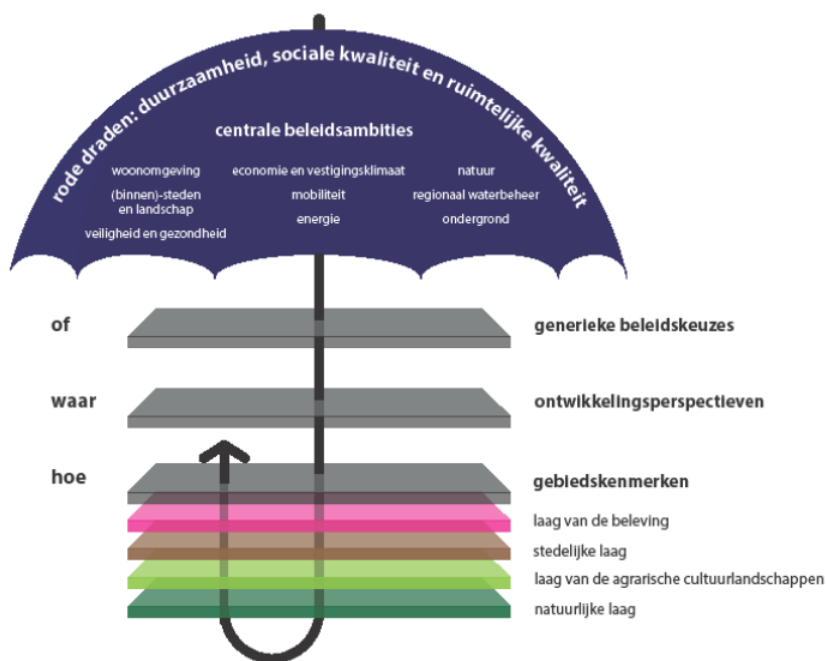 rode draden: duurzaamheid, sociale kwaliteit en ruimtelijke kwaliteit
centrale beleidsambities
woonomgeving
(binnen)-steden
en landschap
veiligheid en gezondheid
economie en vestigingsklimaat
mobiliteit
energie
natuur
regionaal waterbeheer
ondergrond
of
generieke beleidskeuzes
waar
ontwikkelingsperspectieven
hoe
gebiedskenmerken
laag van de beleving
stedelijke laag
laag van de agrarische cultuurlandschappen
natuurlijke laag